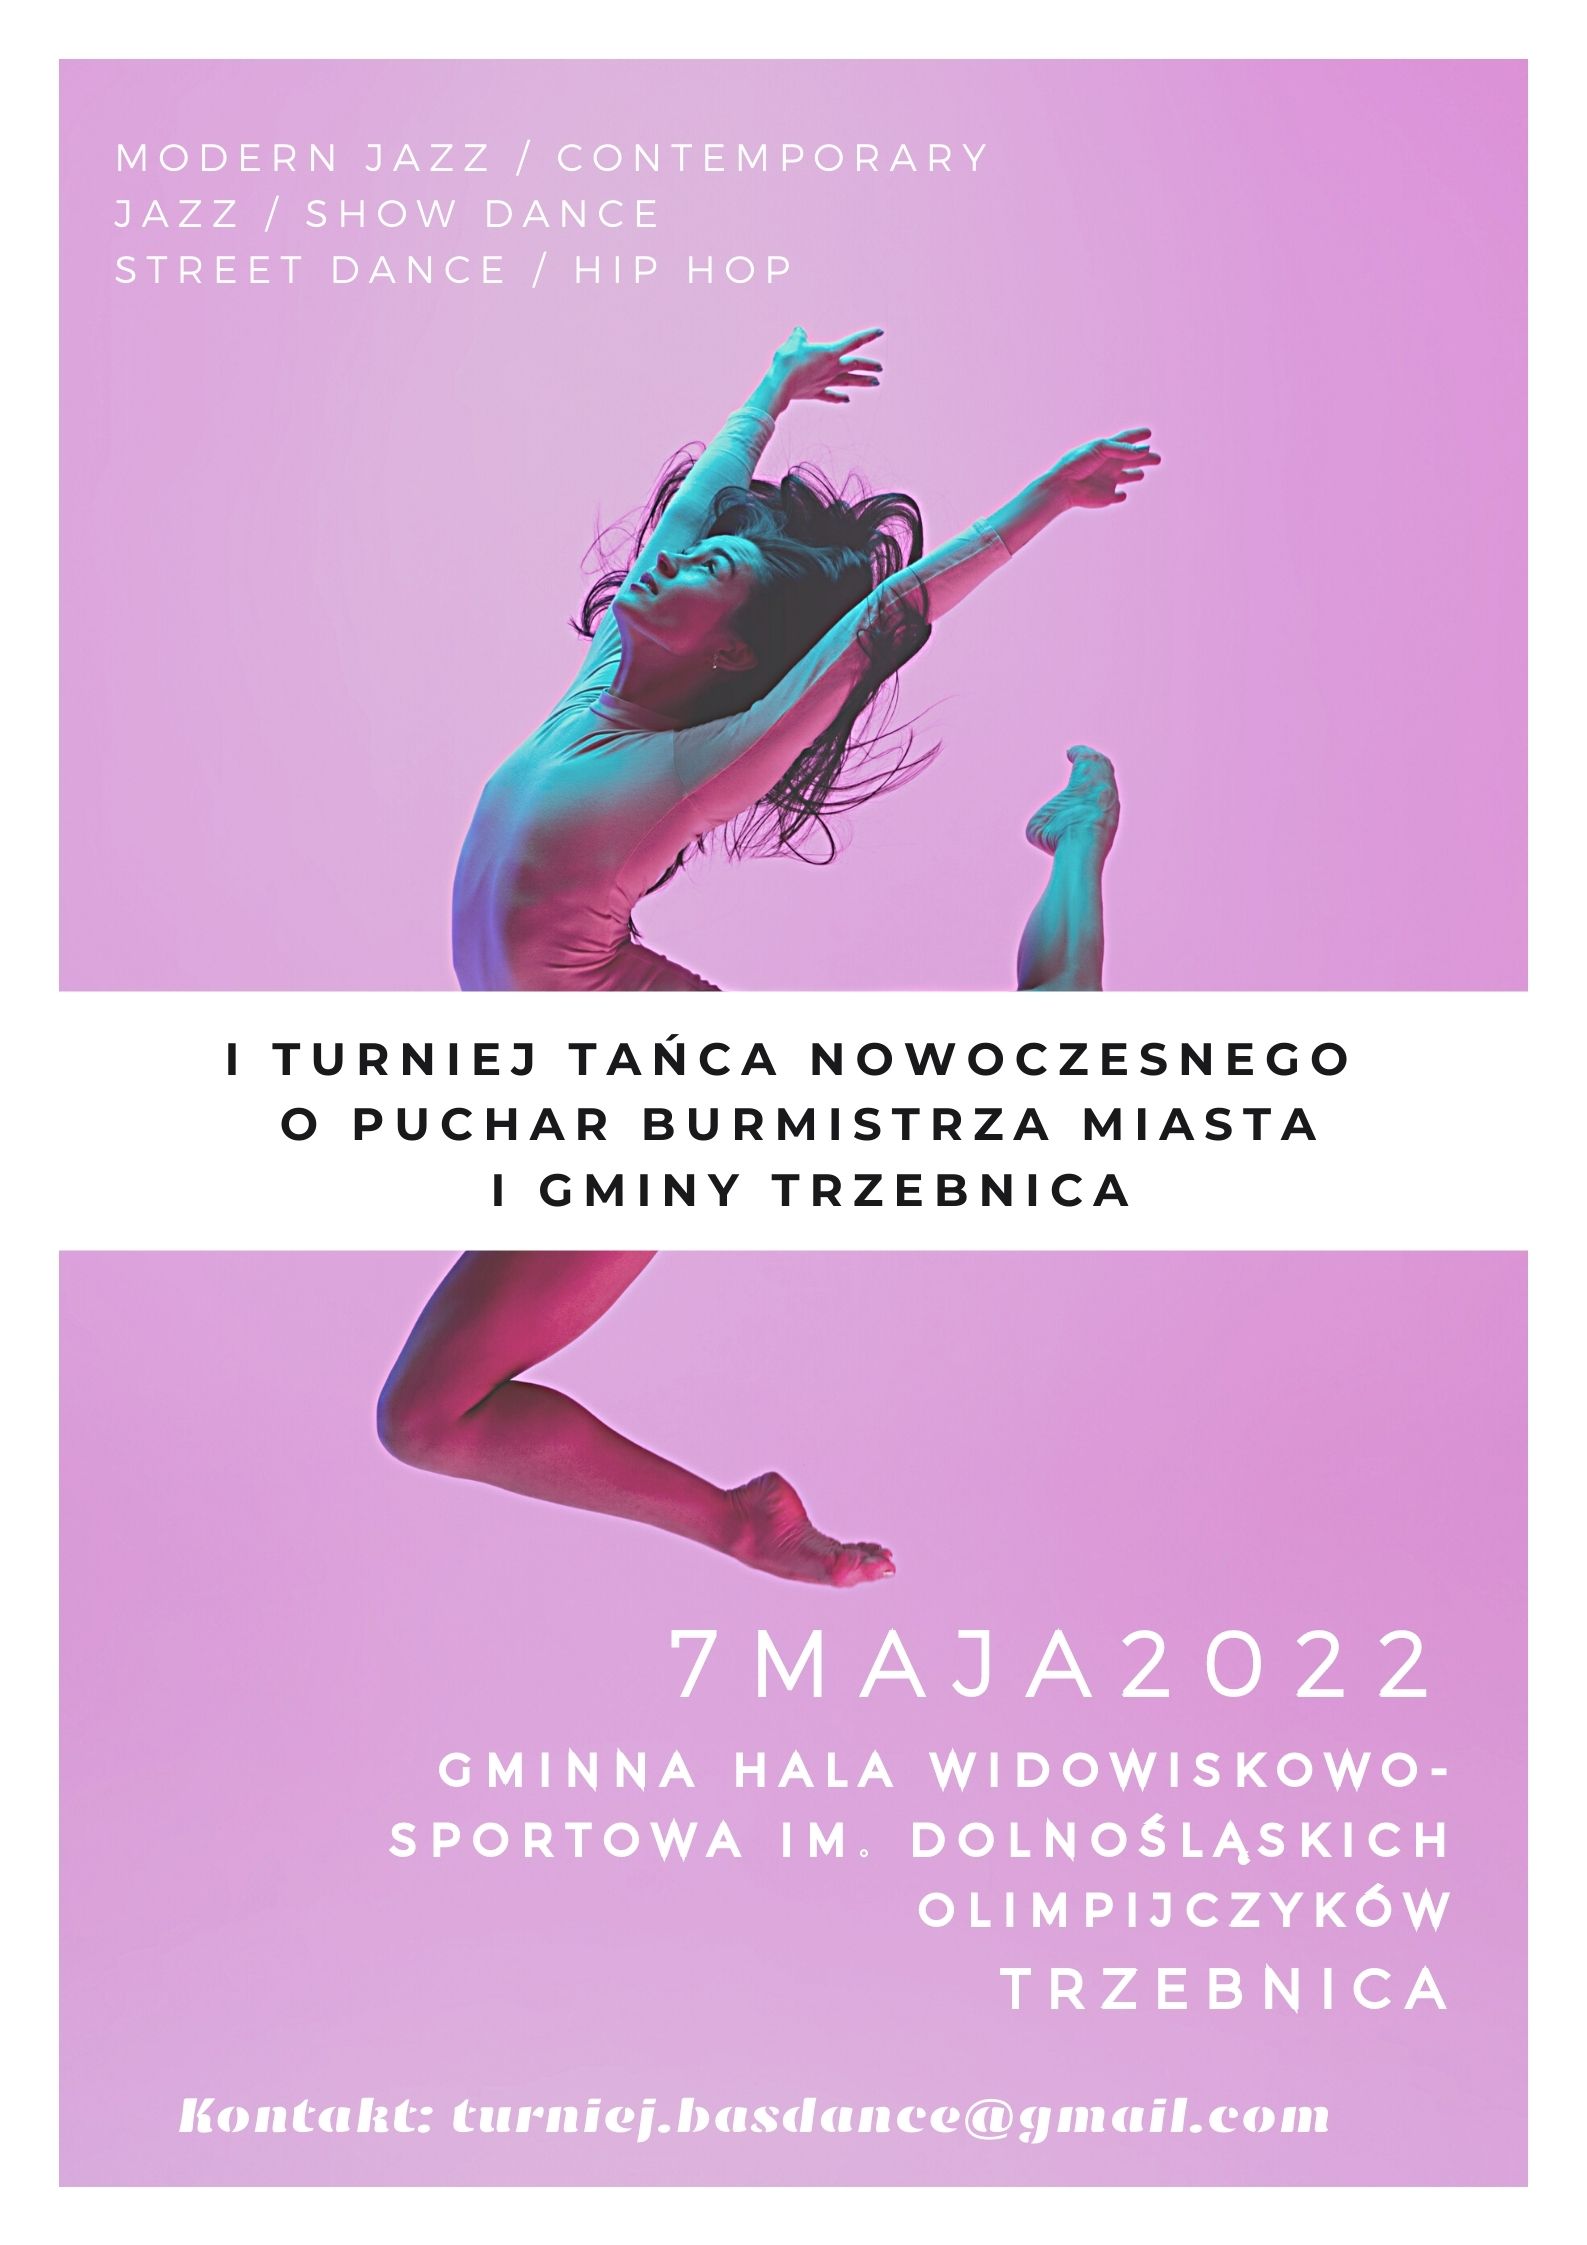 MODERN JAZZ / CONTEMPORARY
JAZZ / SHOW DANCE
STREET DANCE / HIP HOP
I TURNIEJ TAŃCA NOWOCZESNEGO
O PUCHAR BURMISTRZA MIASTA
I GMINY TRZEBNICA
7MAJA2022
GMINNA HALA WIDOWISKOWO-
SPORTOWA IM. DOLNOŚLĄSKICH
OLIMPIJCZYKÓW
TRZEBNICA
Kontakt: turniej.basdance@gmail.com